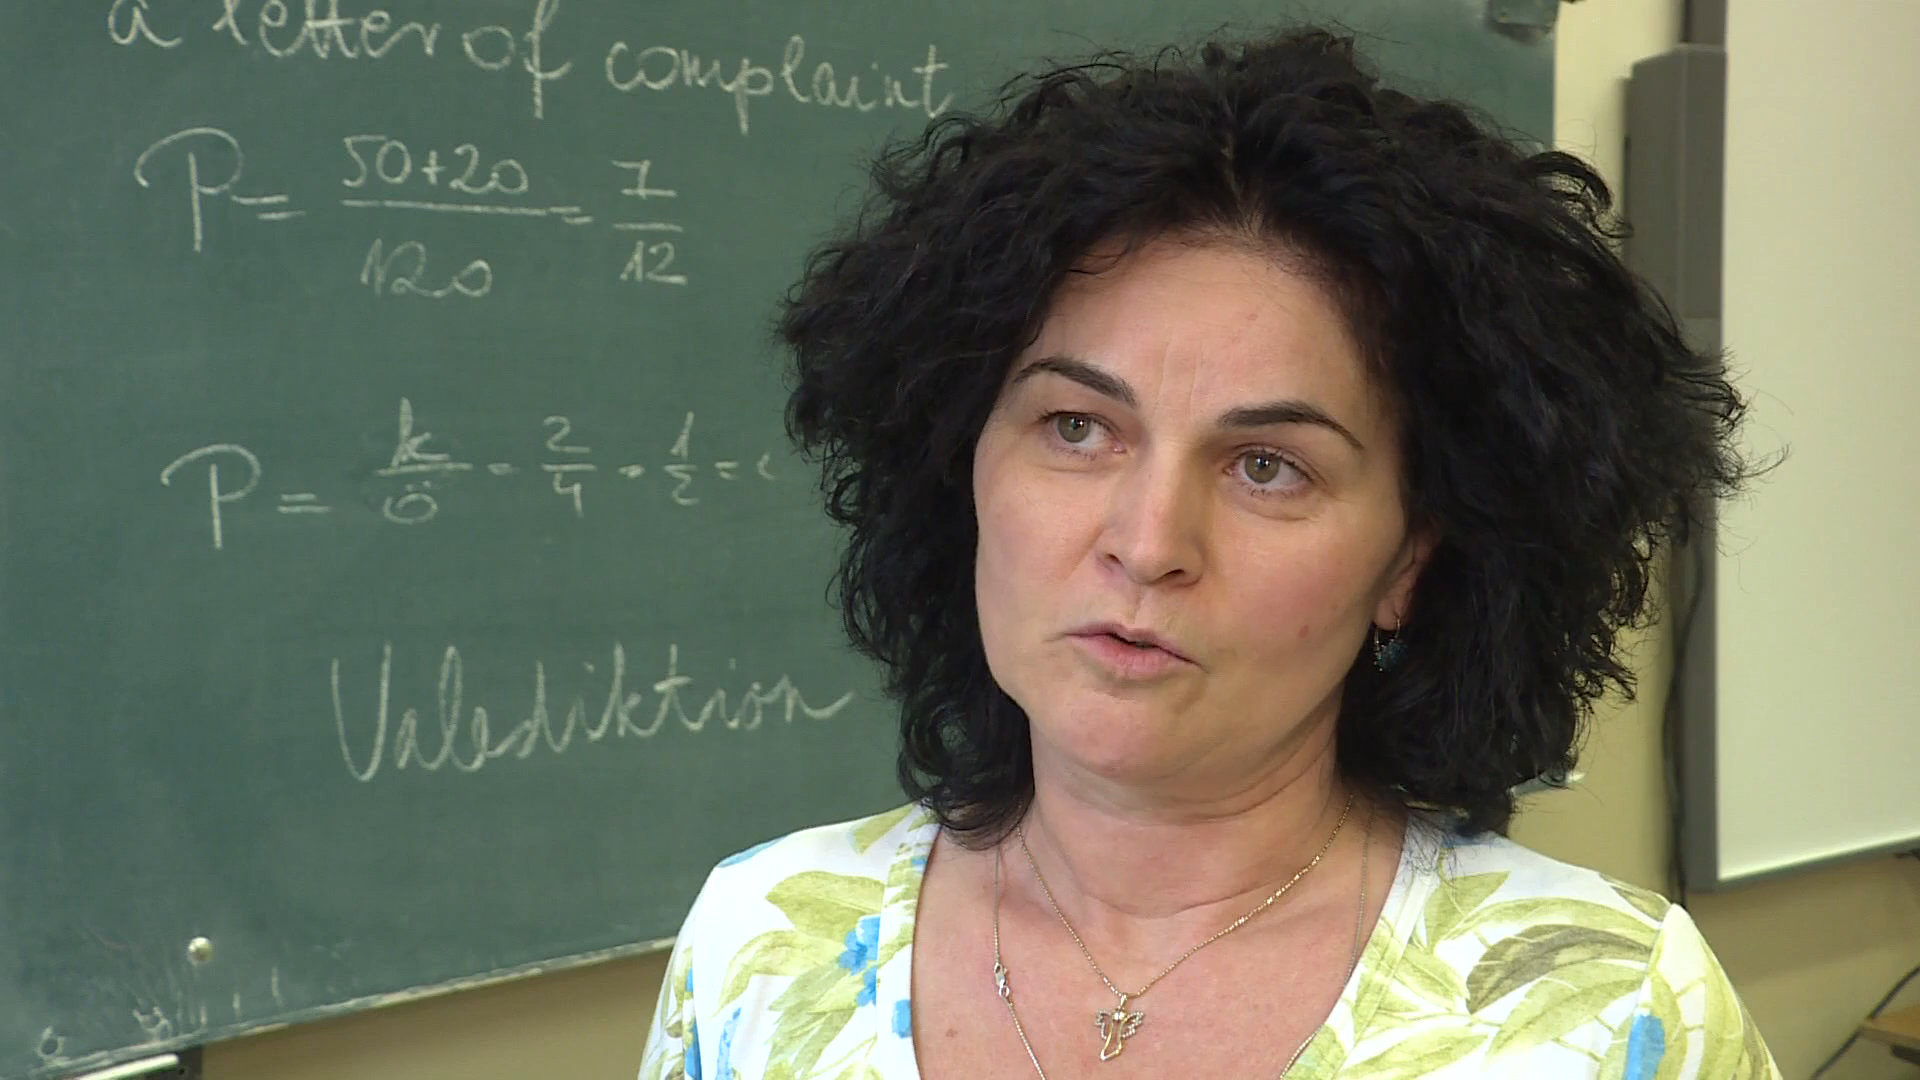 a letter of complaint
P = 50+20/120 = 7/12
P = k/ö = 2/4 = 1/2 =
Valediktion